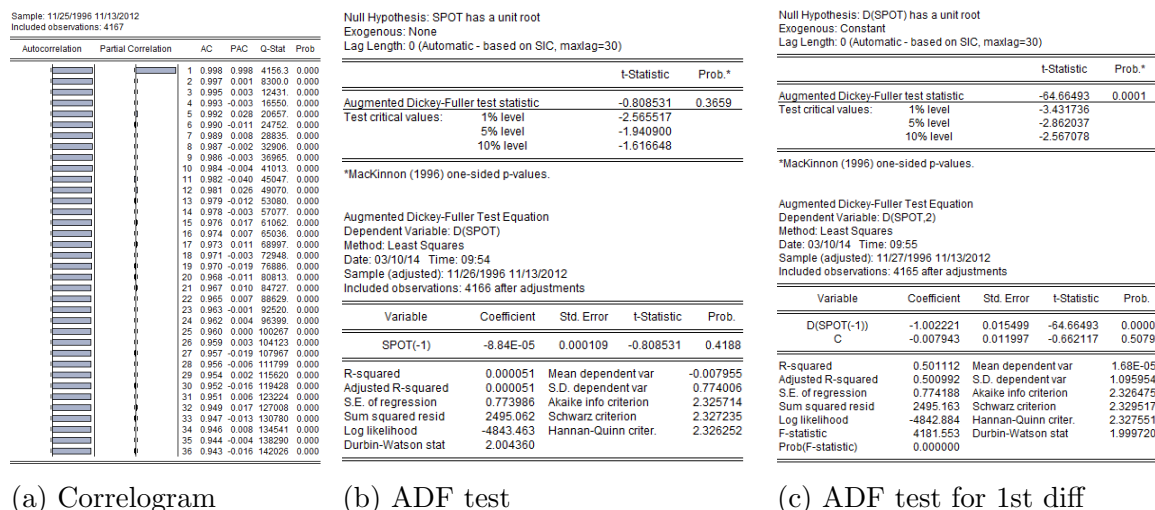 Sample: 11/25/1996 11/13/2012
Included observations: 4167
Autocorrelation Partial Correlation AC PAC Q-Stat Prob
1 0.998 0.998 4156.3 0.000
2 0.997 0.001 8300.0 0.000
3 0.995 0.003 12431. 0.000
4 0.993 -0.003 16550. 0.000
5 0.992 0.028 20657. 0.000
6 0.990 -0.011 24752. 0.000
7 0.989 0.008 28835. 0.000
8 0.987 -0.002 32906. 0.000
9 0.986 -0.003 36965. 0.000
10 0.984 -0.004 41013. 0.000
11 0.982 -0.040 45047. 0.000
12 0.981 0.026 49070. 0.000
13 0.979 -0.012 53080. 0.000
14 0.978 -0.003 57077. 0.000
15 0.976 0.017 61062. 0.000
16 0.974 0.007 65036. 0.000
17 0.973 0.011 68997. 0.000
18 0.971 -0.003 72948. 0.000
19 0.970 -0.019 76886. 0.000
20 0.968 -0.011 80813. 0.000
21 0.967 0.010 84727. 0.000
22 0.965 0.007 88629. 0.000
23 0.963 -0.001 92520. 0.000
24 0.962 0.004 96399. 0.000
25 0.960 0.000 100267 0.000
26 0.959 0.003 104123 0.000
27 0.957 -0.019 107967 0.000
28 0.956 -0.006 111799 0.000
29 0.954 0.002 115620 0.000
30 0.952 -0.016 119428 0.000
31 0.951 0.006 123224 0.000
32 0.949 0.017 127008 0.000
33 0.947 -0.013 130780 0.000
34 0.946 0.008 134541 0.000
35 0.944 -0.004 138290 0.000
36 0.943 -0.016 142026 0.000
(a) Correlogram
Null Hypothesis: SPOT has a unit root
Exogenous: None
Lag Length: 0 (Automatic - based on SIC, maxlag=30)
t-Statistic Prob.*
Augmented Dickey-Fuller test statistic -0.808531 0.3659
Test critical values: 1% level -2.565517
5% level -1.940900
10% level -1.616648
*MacKinnon (1996) one-sided p-values.
Augmented Dickey-Fuller Test Equation
Dependent Variable: D(SPOT)
Method: Least Squares
Date: 03/10/14 Time: 09:54
Sample (adjusted): 11/26/1996 11/13/2012
Included observations: 4166 after adjustments
Variable Coefficient Std. Error t-Statistic Prob.
SPOT(-1) -8.84E-05 0.000109 -0.808531 0.4188
R-squared 0.000051 Mean dependent var -0.007955
Adjusted R-squared 0.000051 S.D. dependent var 0.774006
S.E. of regression 0.773986 Akaike info criterion 2.325714
Sum squared resid 2495.062 Schwarz criterion 2.327235
Log likelihood -4843.463 Hannan-Quinn criter. 2.326252
Durbin-Watson stat 2.004360
(b) ADF test
Null Hypothesis: D(SPOT) has a unit root
Exogenous: Constant
Lag Length: 0 (Automatic - based on SIC, maxlag=30)
t-Statistic Prob.*
Augmented Dickey-Fuller test statistic -64.66493 0.0001
Test critical values: 1% level -3.431736
5% level -2.862037
10% level -2.567078
*MacKinnon (1996) one-sided p-values.
Augmented Dickey-Fuller Test Equation
Dependent Variable: D(SPOT,2)
Method: Least Squares
Date: 03/10/14 Time: 09:55
Sample (adjusted): 11/27/1996 11/13/2012
Included observations: 4165 after adjustments
Variable Coefficient Std. Error t-Statistic Prob.
D(SPOT(-1)) -1.002221 0.015499 -64.66493 0.0000
C -0.007943 0.011997 -0.662117 0.5079
R-squared 0.501112 Mean dependent var 1.68E-05
Adjusted R-squared 0.500992 S.D. dependent var 1.095954
S.E. of regression 0.774188 Akaike info criterion 2.326475
Sum squared resid 2495.163 Schwarz criterion 2.329517
Log likelihood -4842.884 Hannan-Quinn criter. 2.327551
F-statistic 4181.553 Durbin-Watson stat 1.999720
Prob(F-statistic) 0.000000
(c) ADF test for 1st diff